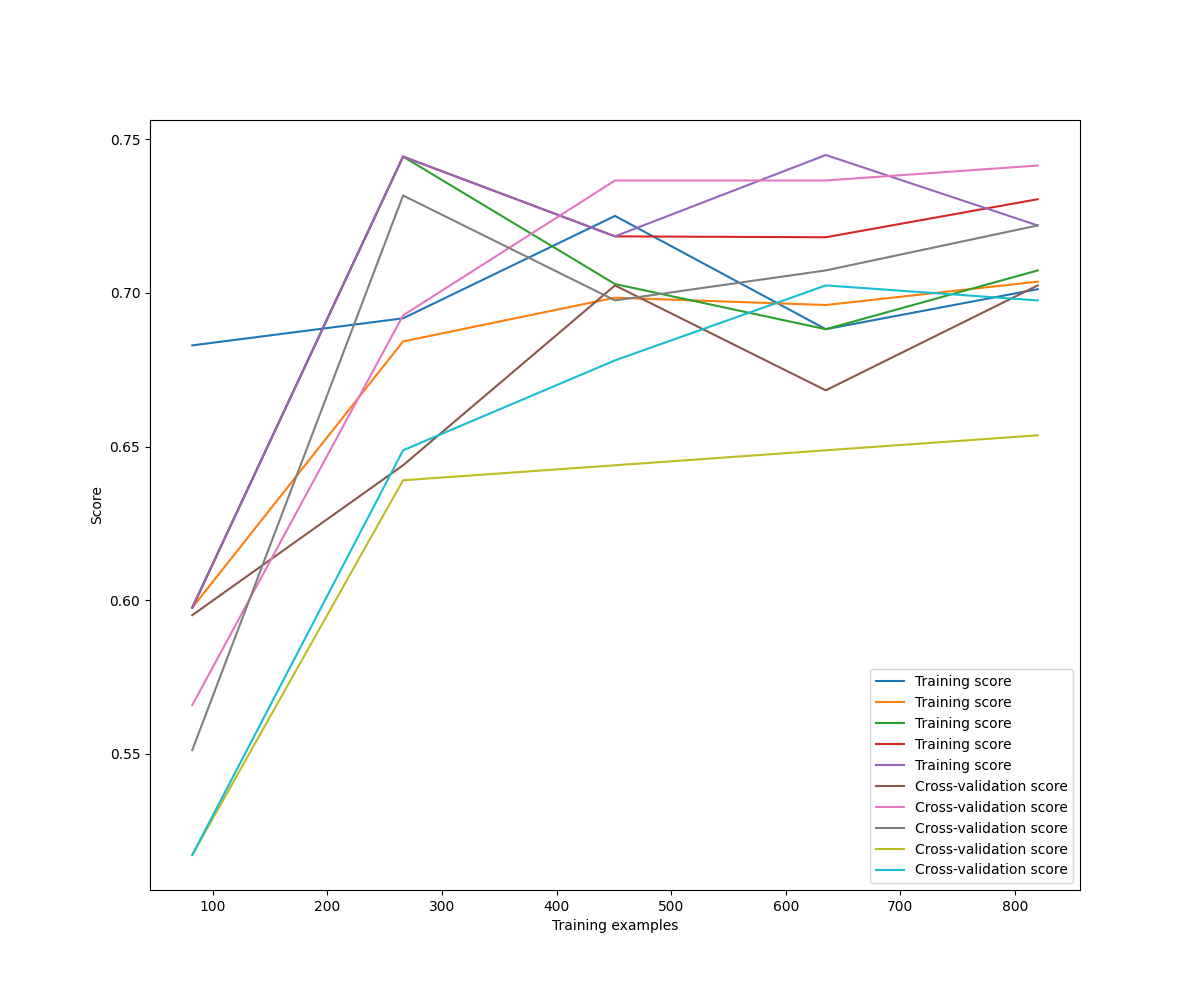 0.75
0.70
0.65
0.60
0.55
Score
100 200 300 400 500 600 700 800
Training examples
Training score
Training score
Training score
Training score
Training score
Cross-validation score
Cross-validation score
Cross-validation score
Cross-validation score
Cross-validation score